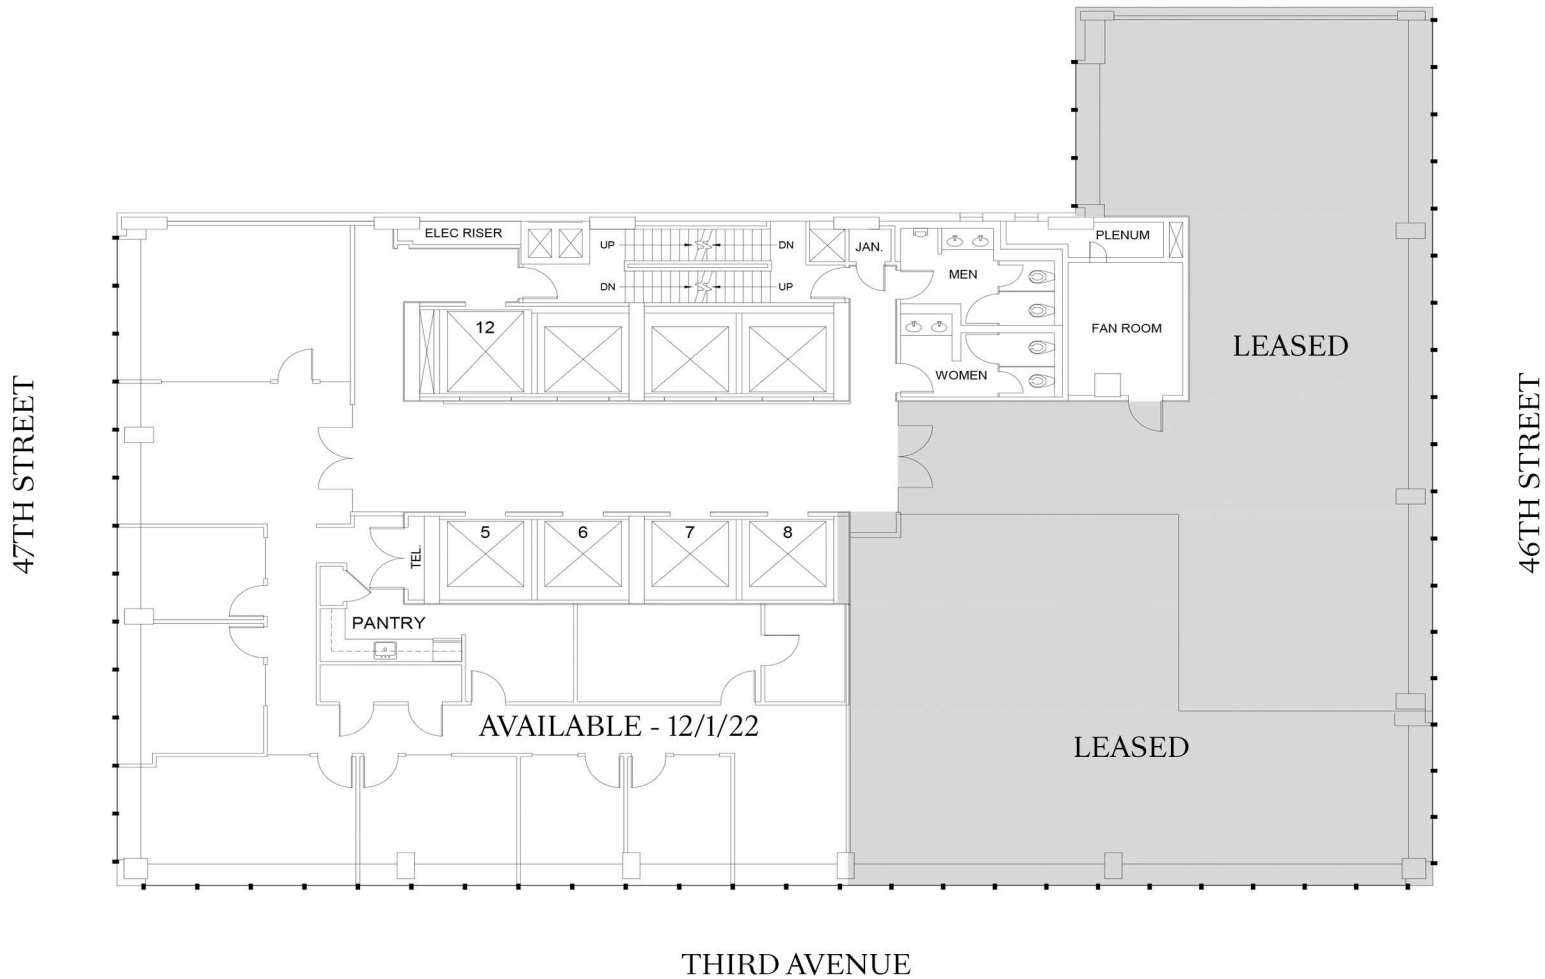 ELEC RISER
UP
DN
JAN.
PLENUM
MEN
DN
UP
12
FAN ROOM
LEASED
WOMEN
47TH STREET
46TH STREET
5
6
7
8
TEL.
PANTRY
AVAILABLE - 12/1/22
LEASED
THIRD AVENUE